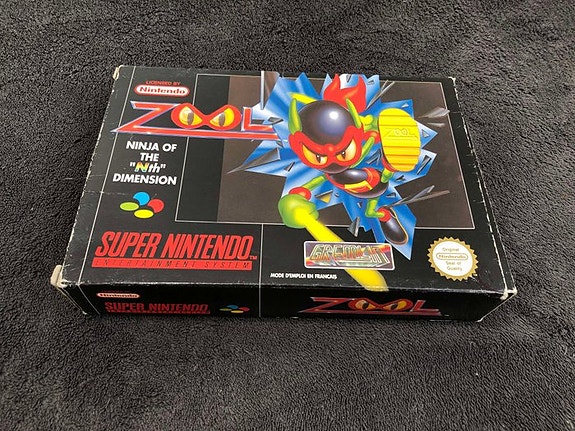 LICENSED BY
Nintendo
ZOOL
NINJA OF
THE
"Nth"
DIMENSION
ZOOL
SUPER NINTENDO
ENTERTAINMENT SYSTEM
GREMLIN
MODE D'EMPLOI EN FRANCAIS
Original
Nintendo
Seal of
Quality
Nintendo
SUPER NINTENDO
ZOOL